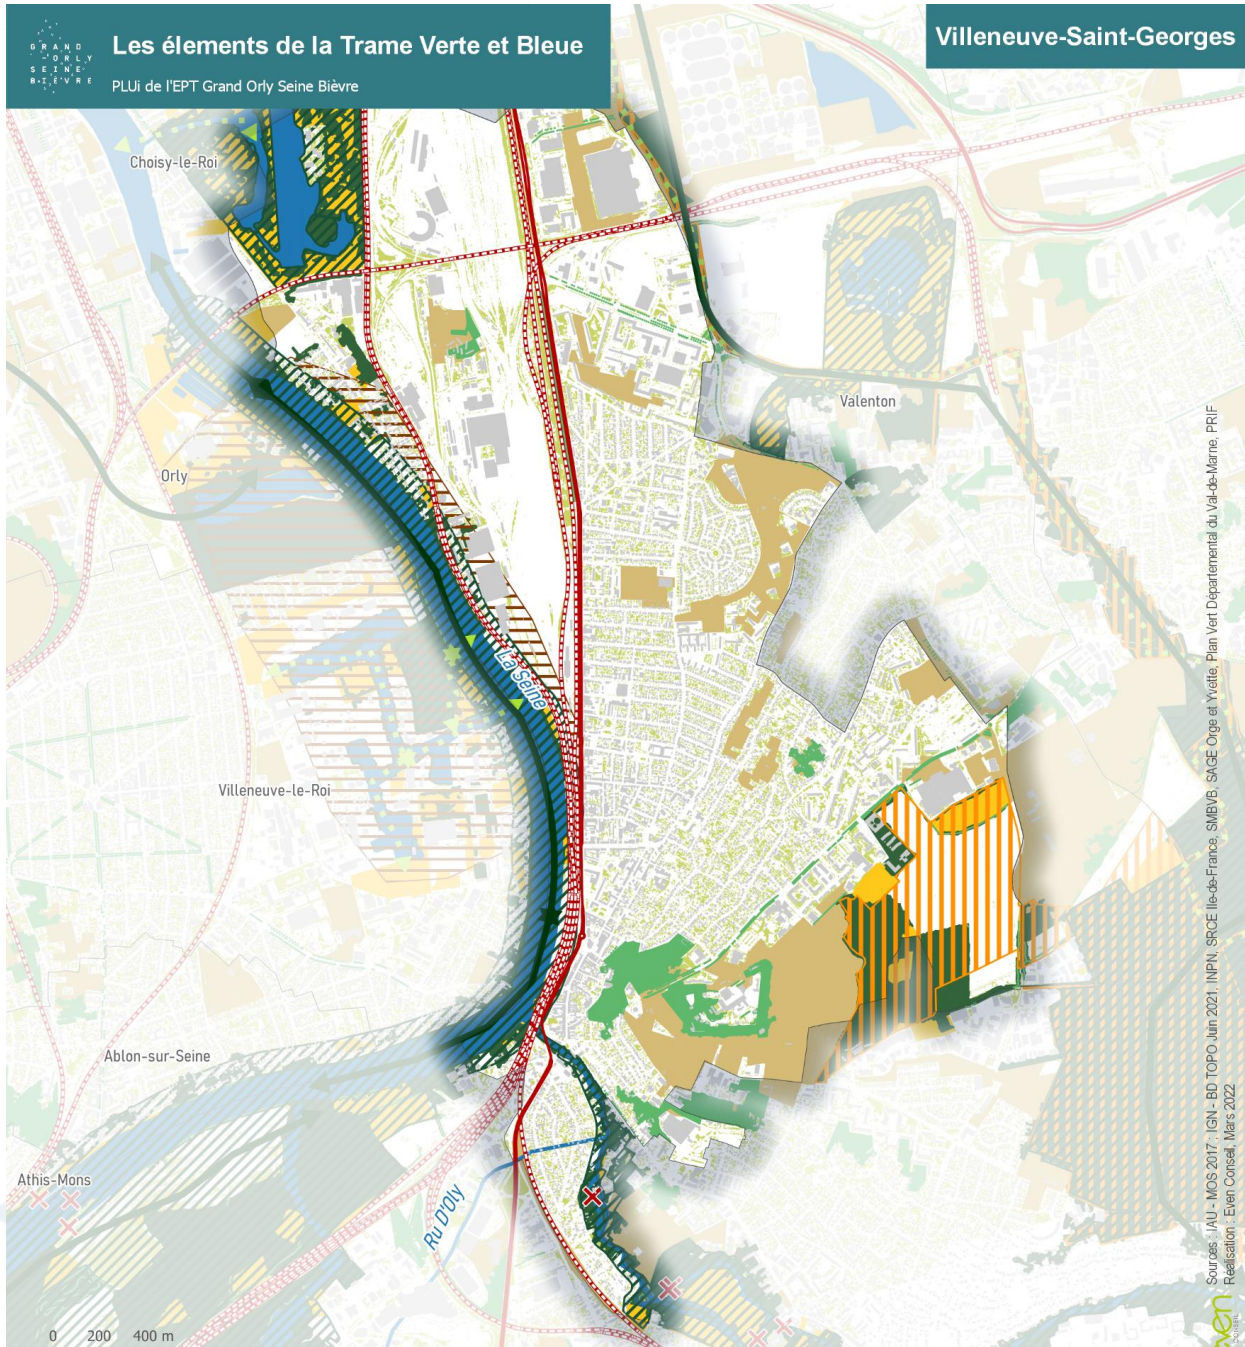 GRAND
ORLY
SEINE
BIÈVRE
Les élements de la Trame Verte et Bleue
PLUi de l'EPT Grand Orly Seine Bièvre
Villeneuve-Saint-Georges
Choisy-le-Roi
Valenton
Orly
La Seine
Villeneuve-le-Roi
Ablon-sur-Seine
Athis-Mons
Ru D'Oly
0 200 400 m
Sources : IAU - MOS 2017 ; IGN - BD TOPO Juin 2021, INPN, SRCE Ile-de-France, SMBVB, SAGE Orge et Yvette, Plan Vert Départemental du Val-de-Marne, PRIF
Réalisation : Even Conseil, Mars 2022
even
CONSEIL